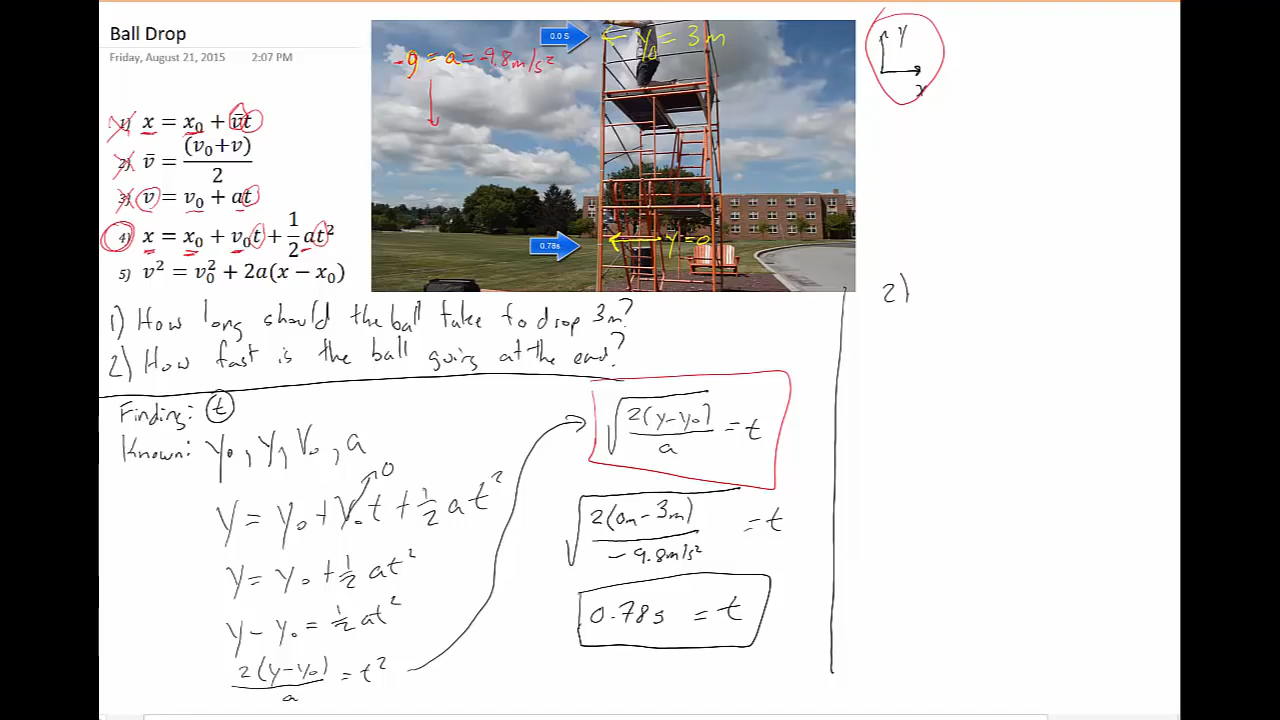 Ball Drop
Friday, August 21, 2015 2:07 PM
1) x = x₀ + v̄t
2) v̄ = (v₀+v)/2
3) v = v₀ + at
4) x = x₀ + v₀t + 1/2 at²
5) v² = v₀² + 2a(x − x₀)
0.0 S
y₀ = 3m
-g = a = -9.8m/s²
0.78s
y=0
y
x
1) How long should the ball take to drop 3m?
2) How fast is the ball going at the end?
Finding: t
Known: y₀, y, v₀, a
0
y = y₀ + v₀t + 1/2 at²
y = y₀ + 1/2 at²
y - y₀ = 1/2 at²
2(y-y₀)/a = t²
√(2(y-y₀)/a) = t
√(2(0m - 3m)/-9.8m/s²) = t
0.78s = t
2)